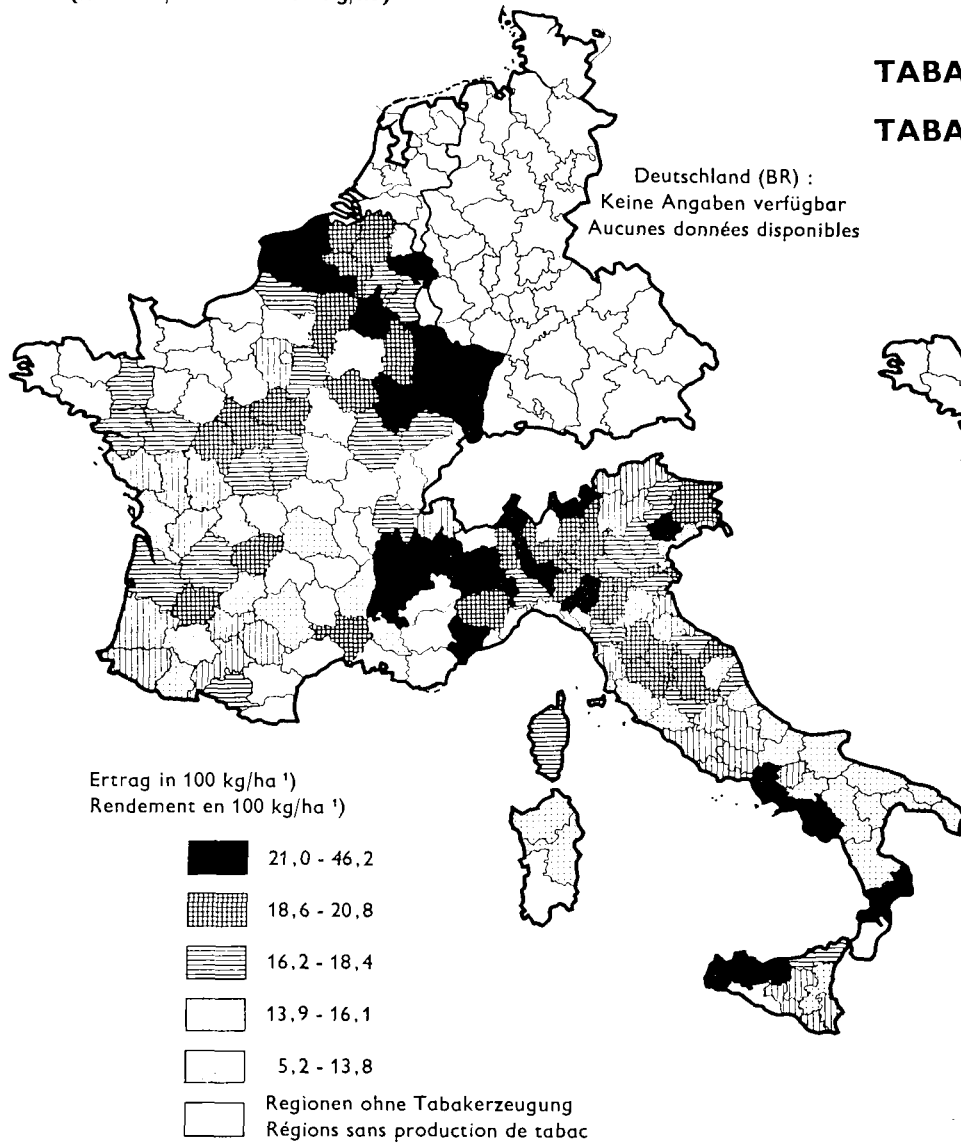 TABA
TABA
Deutschland (BR) :
Keine Angaben verfügbar
Aucunes données disponibles
Ertrag in 100 kg/ha ¹)
Rendement en 100 kg/ha ¹)
21,0 - 46,2
18,6 - 20,8
16,2 - 18,4
13,9 - 16,1
5,2 - 13,8
Regionen ohne Tabakerzeugung
Régions sans production de tabac